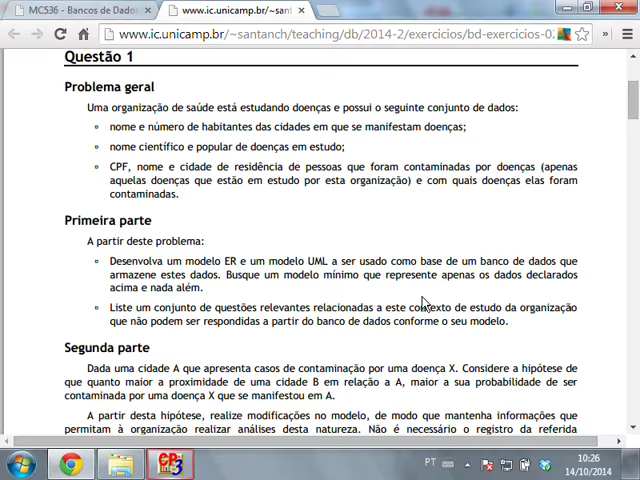 MC536 - Bancos de Dados
www.ic.unicamp.br/~sant
www.ic.unicamp.br/~santanch/teaching/db/2014-2/exercicios/bd-exercicios-02
Questão 1
Problema geral
Uma organização de saúde está estudando doenças e possui o seguinte conjunto de dados:
nome e número de habitantes das cidades em que se manifestam doenças;
nome científico e popular de doenças em estudo;
CPF, nome e cidade de residência de pessoas que foram contaminadas por doenças (apenas
aquelas doenças que estão em estudo por esta organização) e com quais doenças elas foram
contaminadas.
Primeira parte
A partir deste problema:
Desenvolva um modelo ER e um modelo UML a ser usado como base de um banco de dados que
armazene estes dados. Busque um modelo mínimo que represente apenas os dados declarados
acima e nada além.
Liste um conjunto de questões relevantes relacionadas a este contexto de estudo da organização
que não podem ser respondidas a partir do banco de dados conforme o seu modelo.
Segunda parte
Dada uma cidade A que apresenta casos de contaminação por uma doença X. Considere a hipótese de
que quanto maior a proximidade de uma cidade B em relação a A, maior a sua probabilidade de ser
contaminada por uma doença X que se manifestou em A.
A partir desta hipótese, realize modificações no modelo, de modo que mantenha informações que
permitam à organização realizar análises desta natureza. Não é necessário o registro da referida
PT
10:26
14/10/2014